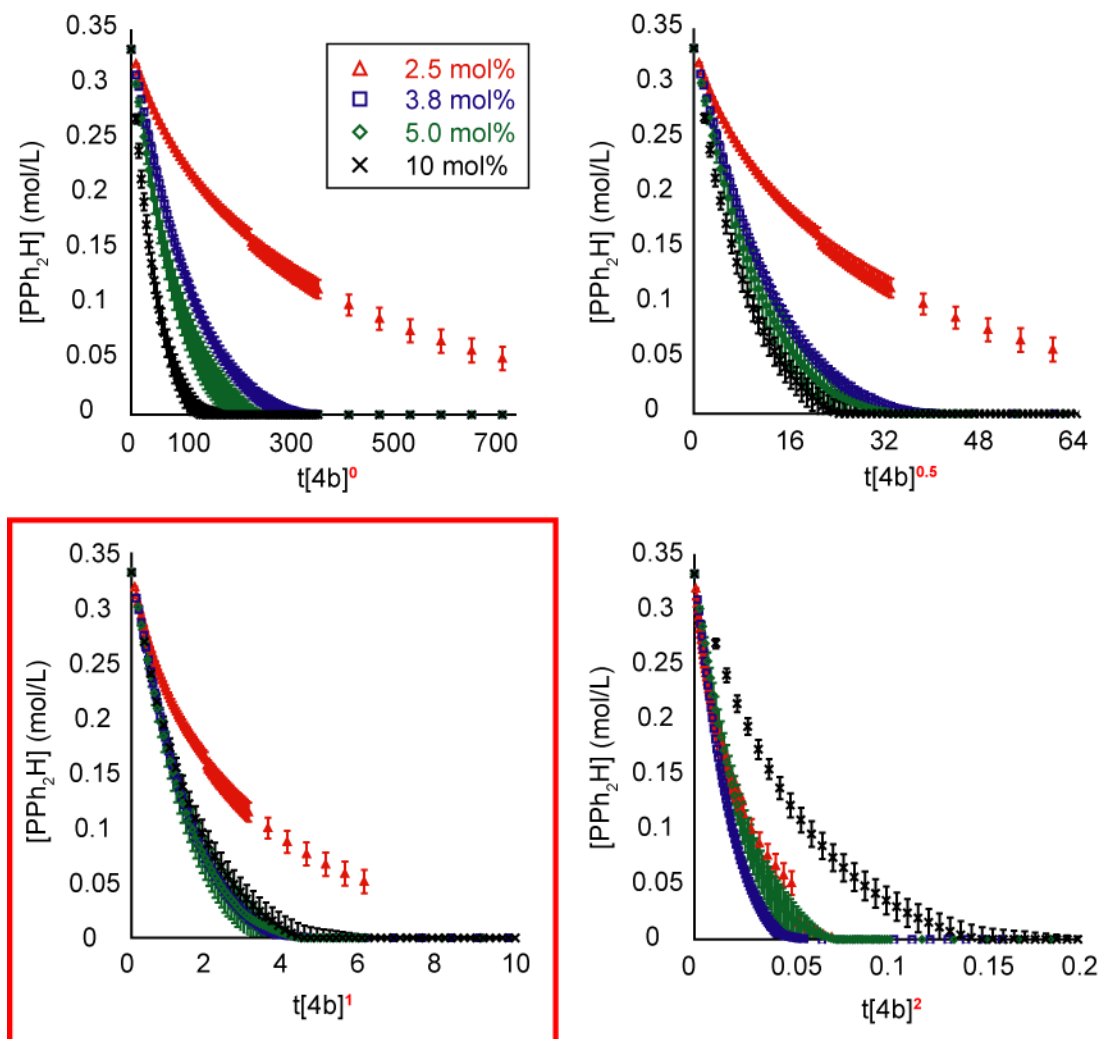 [PPh₂H] (mol/L)
0.35
0.3
0.25
0.2
0.15
0.1
0.05
0
0 100 300 500 700
t[4b]⁰
2.5 mol%
3.8 mol%
5.0 mol%
10 mol%
[PPh₂H] (mol/L)
0.35
0.3
0.25
0.2
0.15
0.1
0.05
0
0 16 32 48 64
t[4b]⁰·⁵
[PPh₂H] (mol/L)
0.35
0.3
0.25
0.2
0.15
0.1
0.05
0
0 2 4 6 8 10
t[4b]¹
[PPh₂H] (mol/L)
0.35
0.3
0.25
0.2
0.15
0.1
0.05
0
0 0.05 0.1 0.15 0.2
t[4b]²